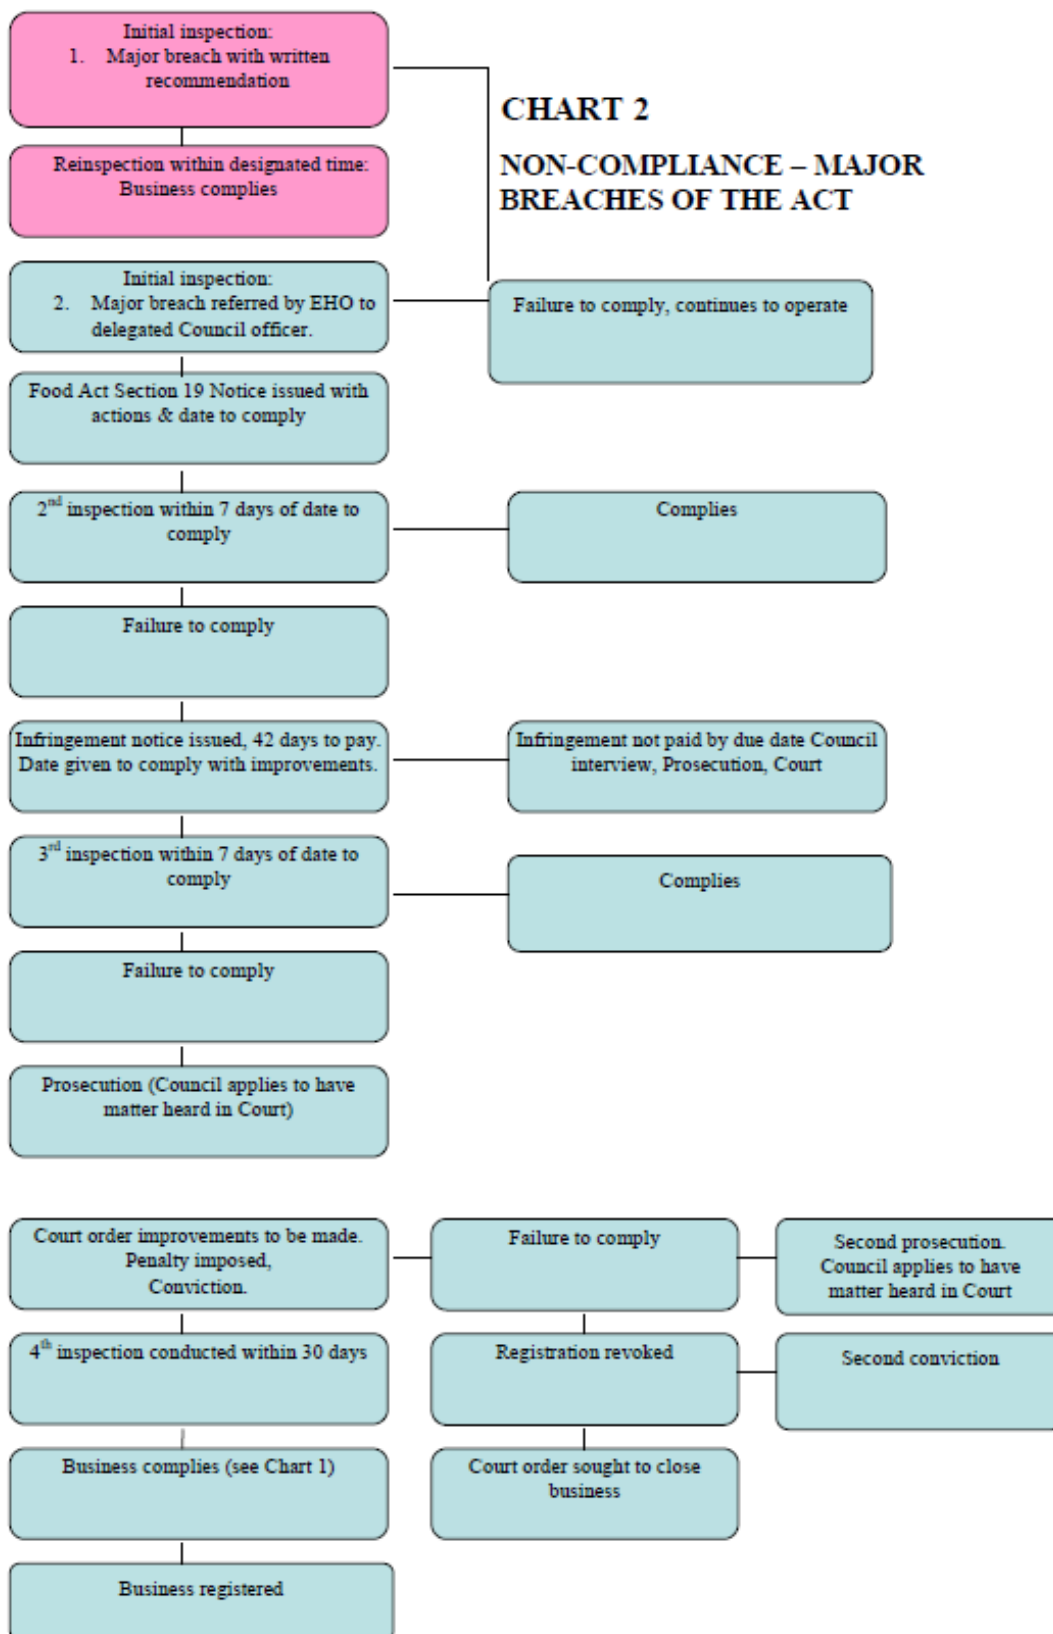 Initial inspection:
1. Major breach with written
recommendation
CHART 2
NON-COMPLIANCE – MAJOR
BREACHES OF THE ACT
Reinspection within designated time:
Business complies
Initial inspection:
2. Major breach referred by EHO to
delegated Council officer.
Failure to comply, continues to operate
Food Act Section 19 Notice issued with
actions & date to comply
2nd inspection within 7 days of date to
comply
Complies
Failure to comply
Infringement notice issued, 42 days to pay.
Date given to comply with improvements.
Infringement not paid by due date Council
interview, Prosecution, Court
3rd inspection within 7 days of date to
comply
Complies
Failure to comply
Prosecution (Council applies to have
matter heard in Court)
Court order improvements to be made.
Penalty imposed,
Conviction.
Failure to comply
Second prosecution.
Council applies to have
matter heard in Court
4th inspection conducted within 30 days
Registration revoked
Second conviction
Business complies (see Chart 1)
Court order sought to close
business
Business registered